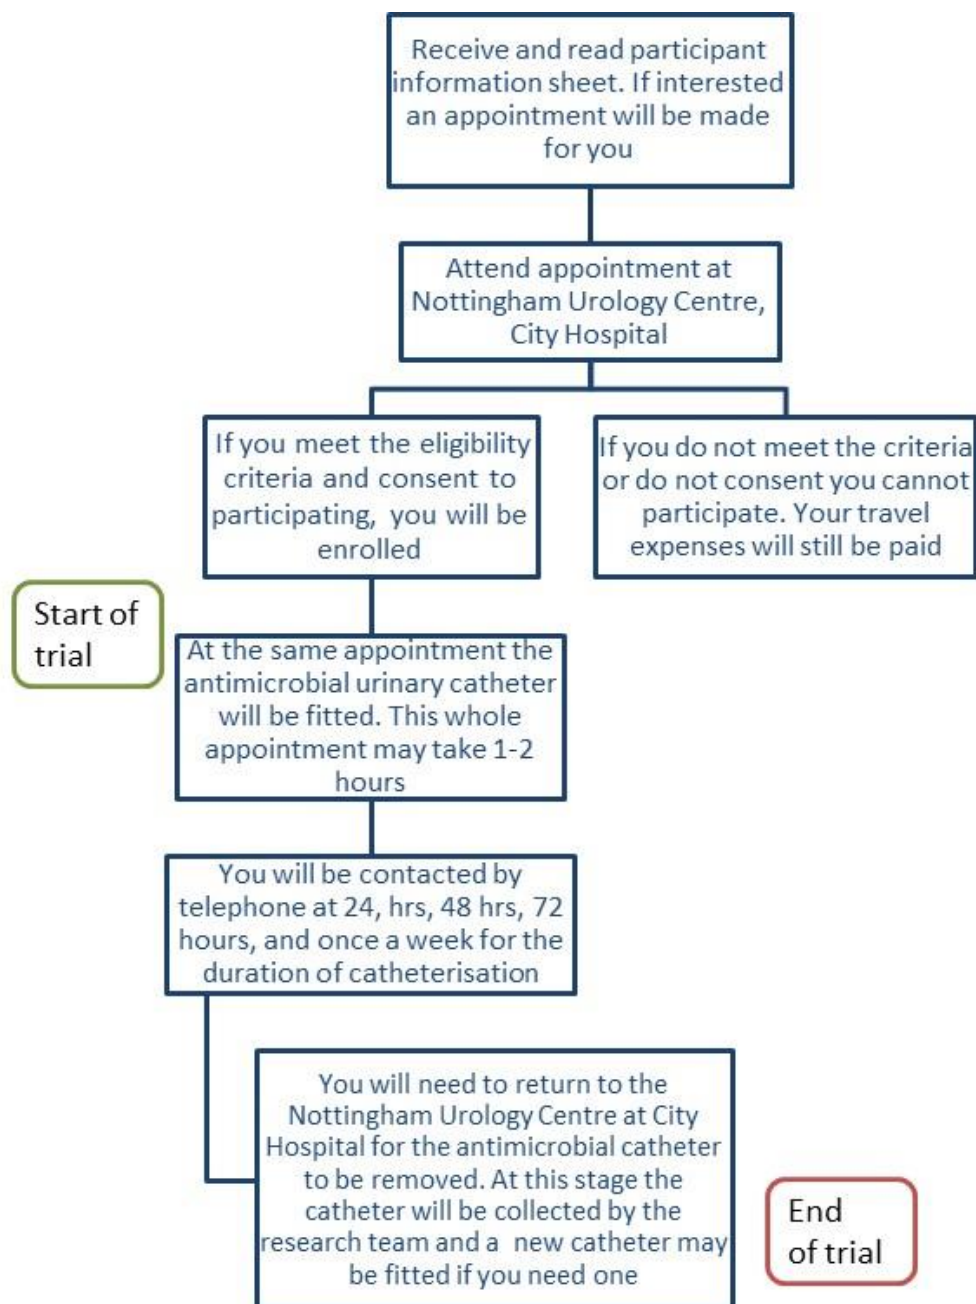 Receive and read participant
information sheet. If interested
an appointment will be made
for you
Attend appointment at
Nottingham Urology Centre,
City Hospital
If you meet the eligibility
criteria and consent to
participating, you will be
enrolled
If you do not meet the criteria
or do not consent you cannot
participate. Your travel
expenses will still be paid
Start of
trial
At the same appointment the
antimicrobial urinary catheter
will be fitted. This whole
appointment may take 1-2
hours
You will be contacted by
telephone at 24, hrs, 48 hrs, 72
hours, and once a week for the
duration of catheterisation
You will need to return to the
Nottingham Urology Centre at City
Hospital for the antimicrobial catheter
to be removed. At this stage the
catheter will be collected by the
research team and a new catheter may
be fitted if you need one
End
of trial